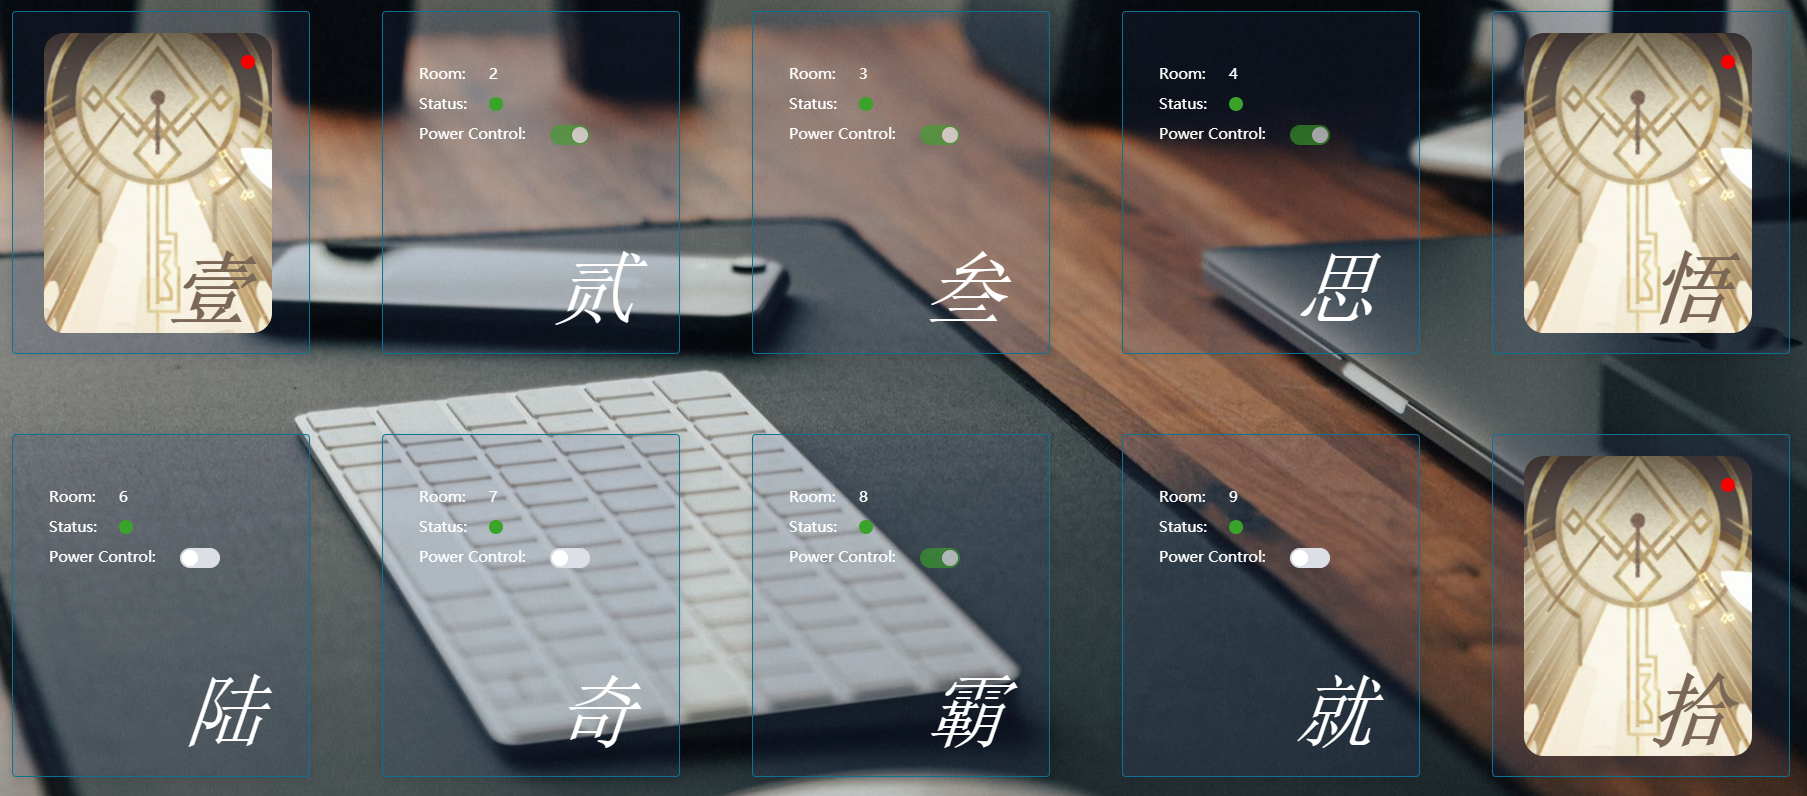 壹
Room: 2
Status:
Power Control:
贰
Room: 3
Status:
Power Control:
叁
Room: 4
Status:
Power Control:
思
悟
Room: 6
Status:
Power Control:
陆
Room: 7
Status:
Power Control:
奇
Room: 8
Status:
Power Control:
霸
Room: 9
Status:
Power Control:
就
拾